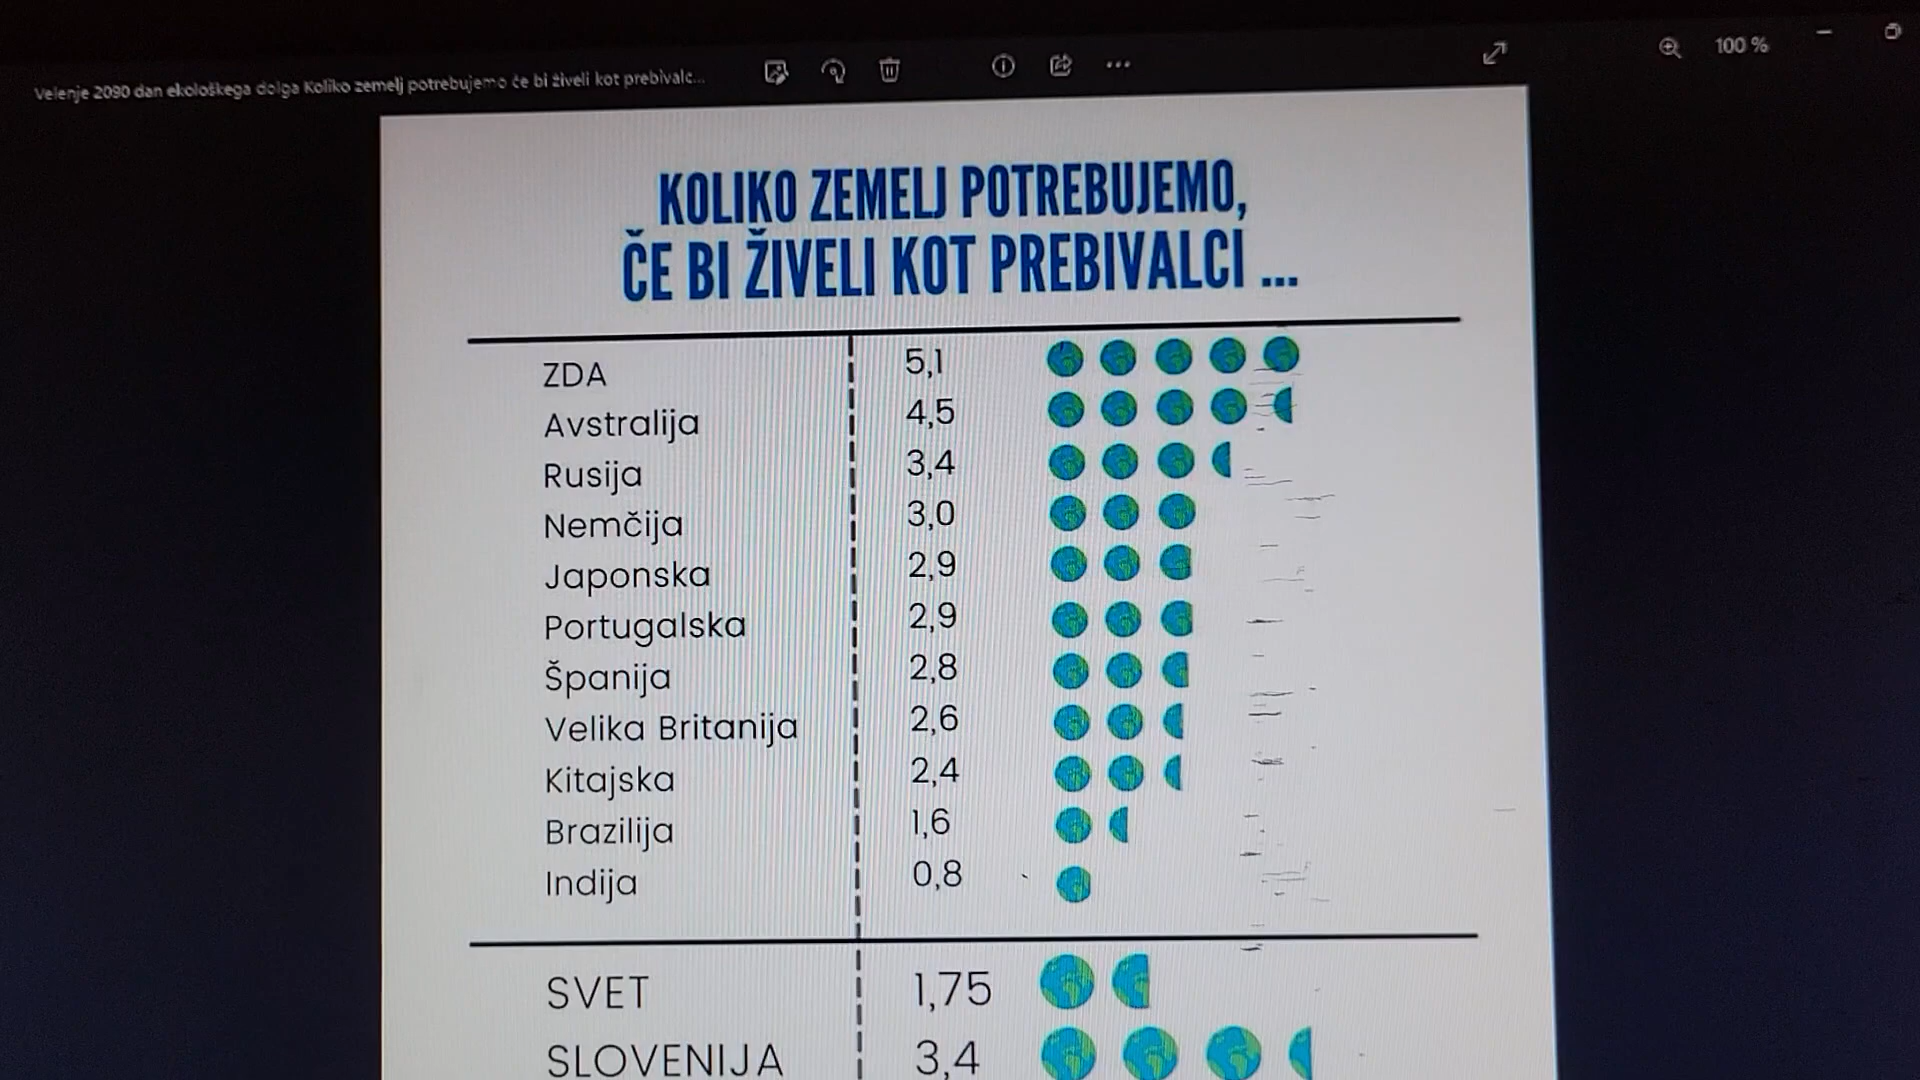 Velenje 2090 dan ekološkega dolga Koliko zemelj potrebujemo če bi živeli kot prebivalc...
100 %
KOLIKO ZEMELJ POTREBUJEMO,
ČE BI ŽIVELI KOT PREBIVALCI ...
ZDA 5,1
Avstralija 4,5
Rusija 3,4
Nemčija 3,0
Japonska 2,9
Portugalska 2,9
Španija 2,8
Velika Britanija 2,6
Kitajska 2,4
Brazilija 1,6
Indija 0,8
SVET 1,75
SLOVENIJA 3,4